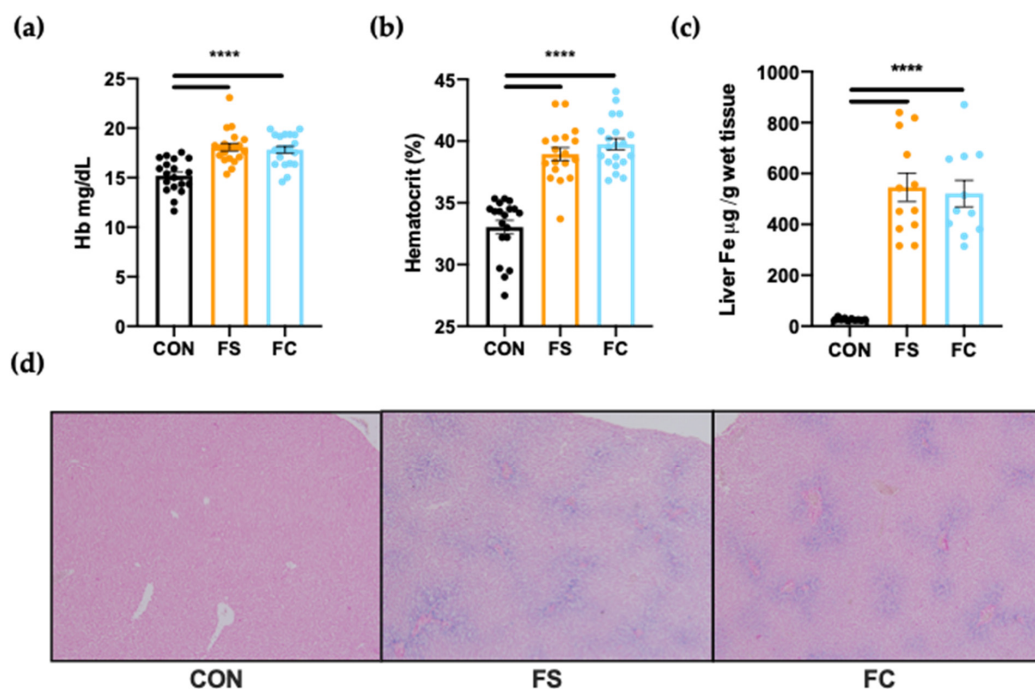 (a)
Hb mg/dL
25
20
15
10
5
0
****
CON FS FC
(b)
Hematocrit (%)
45
40
35
30
25
****
CON FS FC
(c)
Liver Fe μg /g wet tissue
1000
800
600
400
200
0
****
CON FS FC
(d)
CON FS FC